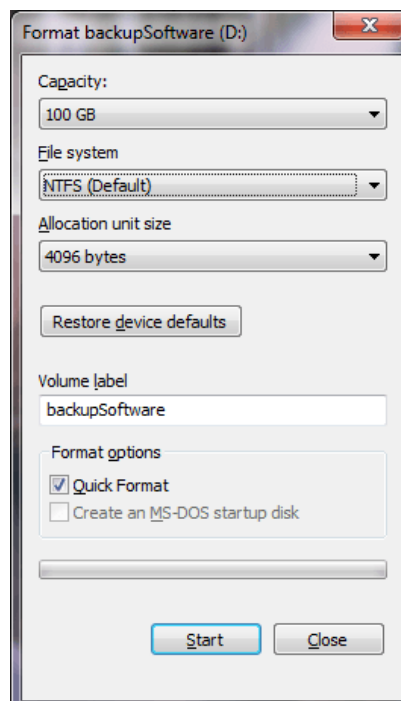 Format backupSoftware (D:)
Capacity:
100 GB
File system
NTFS (Default)
Allocation unit size
4096 bytes
Restore device defaults
Volume label
backupSoftware
Format options
Quick Format
Create an MS-DOS startup disk
Start
Close